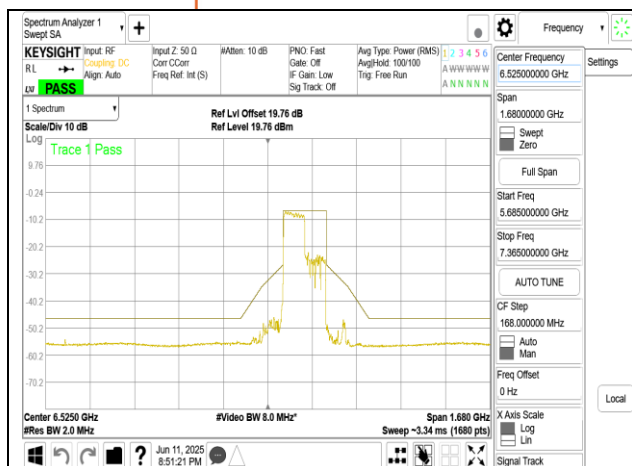 Spectrum Analyzer 1
Swept SA
+
Frequency
KEYSIGHT
RL
LXI PASS
Input: RF
Coupling: DC
Align: Auto
Input Z: 50 Ω
Corr CCorr
Freq Ref: Int (S)
#Atten: 10 dB
PNO: Fast
Gate: Off
IF Gain: Low
Sig Track: Off
Avg Type: Power (RMS)
Avg|Hold: 100/100
Trig: Free Run
1 2 3 4 5 6
A W W W W W
A N N N N N
1 Spectrum
Scale/Div 10 dB
Ref Lvl Offset 19.76 dB
Ref Level 19.76 dBm
Log
Trace 1 Pass
9.76
-0.24
-10.2
-20.2
-30.2
-40.2
-50.2
-60.2
-70.2
Center 6.5250 GHz
#Video BW 8.0 MHz*
Span 1.680 GHz
#Res BW 2.0 MHz
Sweep ~3.34 ms (1680 pts)
Jun 11, 2025
8:51:21 PM
Center Frequency
6.525000000 GHz
Span
1.68000000 GHz
Swept
Zero
Full Span
Start Freq
5.685000000 GHz
Stop Freq
7.365000000 GHz
AUTO TUNE
CF Step
168.000000 MHz
Auto
Man
Freq Offset
0 Hz
X Axis Scale
Log
Lin
Signal Track
Settings
Local